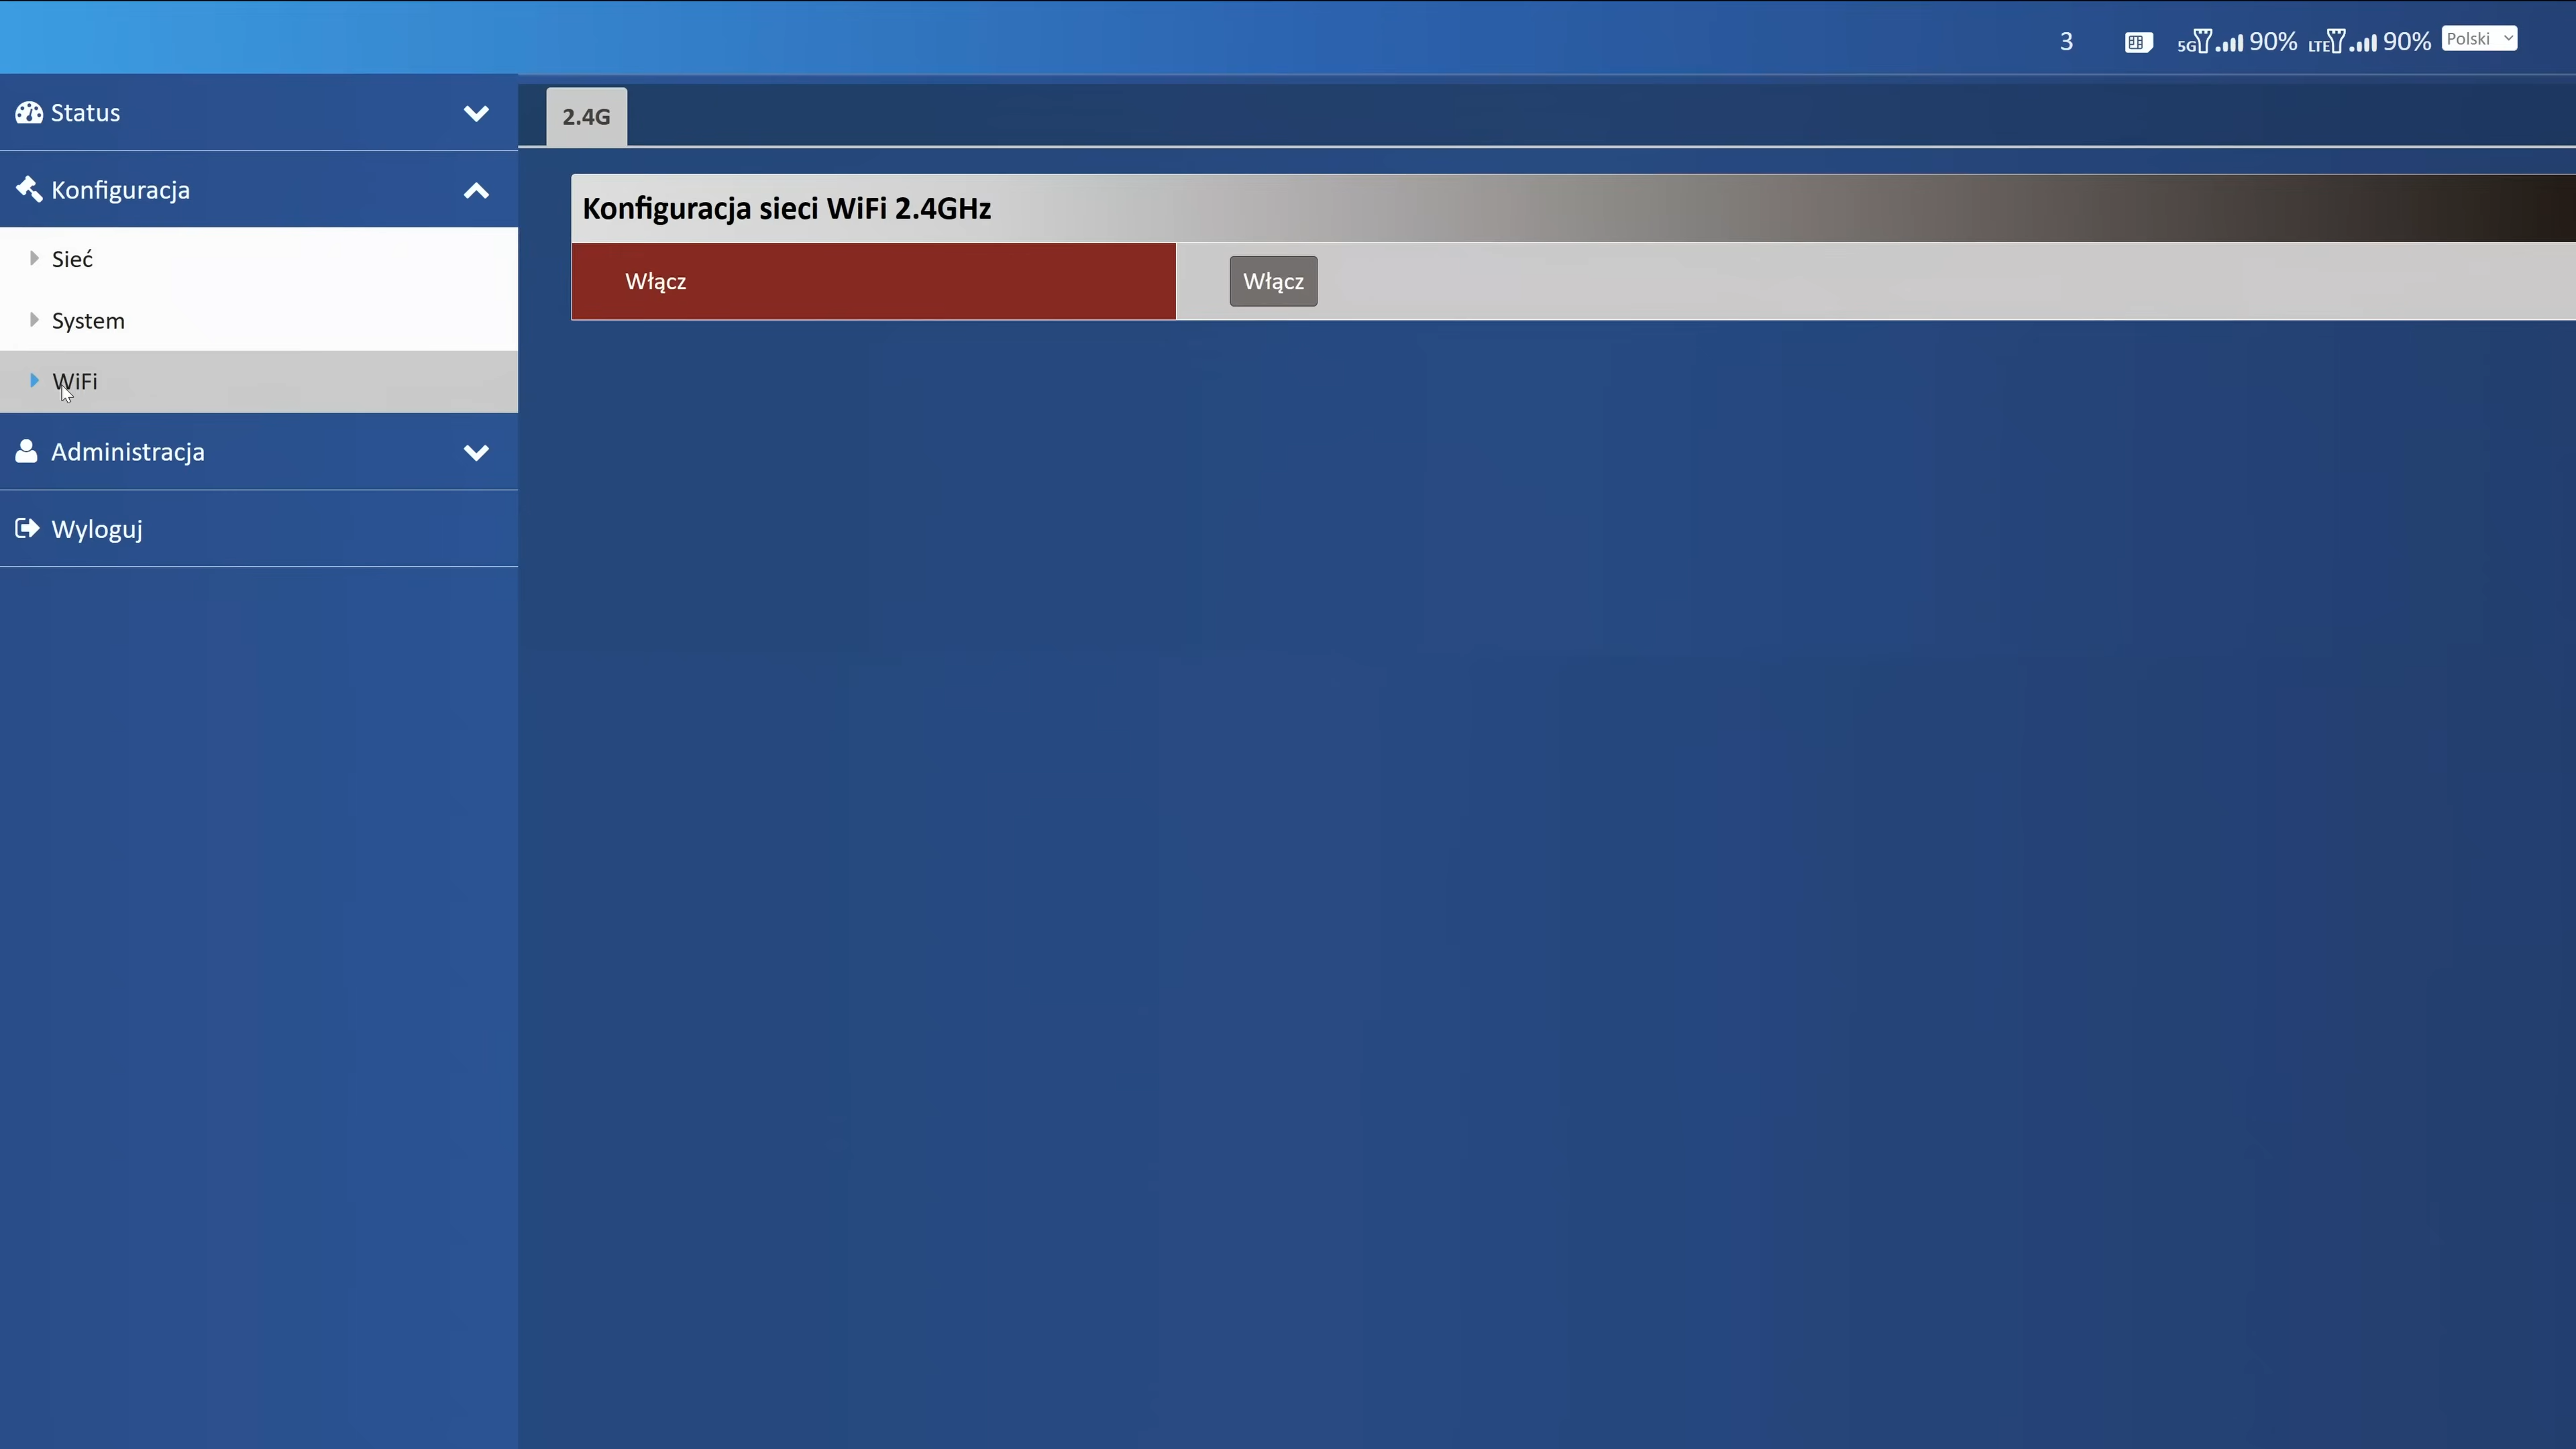 3 5G 90% LTE 90% Polski
Status
2.4G
Konfiguracja
Konfiguracja sieci WiFi 2.4GHz
Sieć
Włącz Włącz
System
WiFi
Administracja
Wyloguj